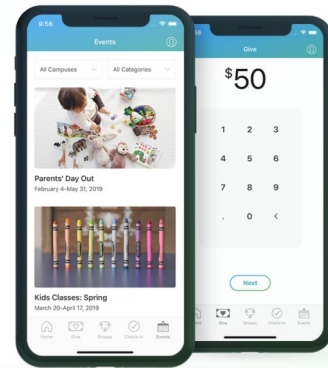 9:56
Events
All Campuses
All Categories
Parents' Day Out
February 4-May 31, 2019
Kids Classes: Spring
March 20-April 17, 2019
Home
Give
Groups
Check-in
Events
56
Give
$50
1 2 3
4 5 6
7 8 9
. 0 <
Next
Give
Groups
Check-in
Events